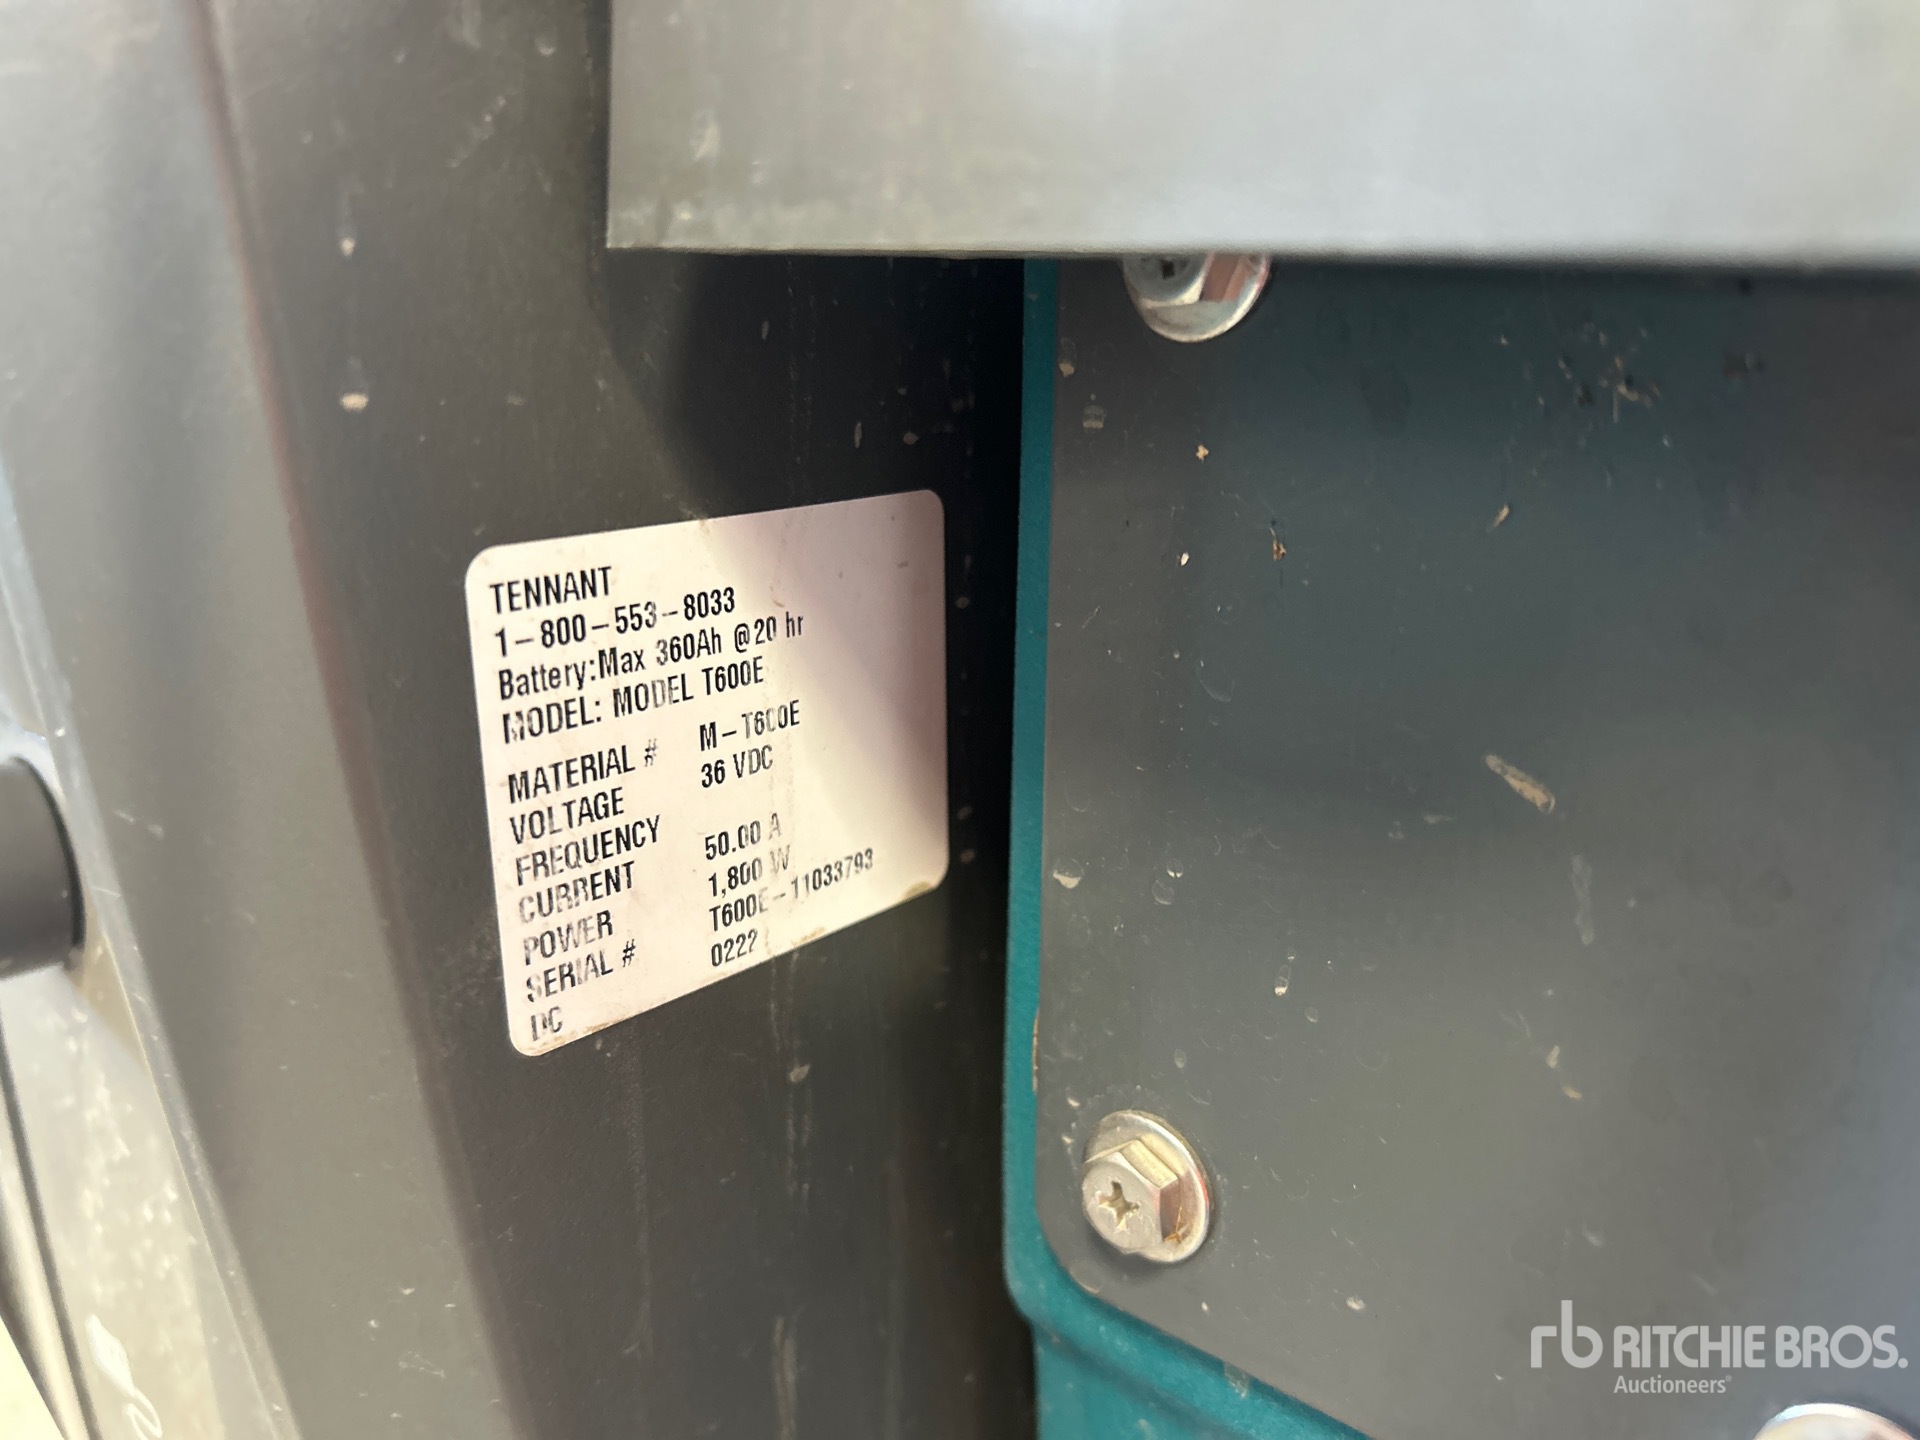 TENNANT
1-800-553-8033
Battery:Max 360Ah @20 hr
MODEL: MODEL T600E
MATERIAL # M-T600E
VOLTAGE 36 VDC
FREQUENCY
CURRENT 50.00 A
POWER 1,800 W
SERIAL # T600E-11033793
DC 0222
rb RITCHIE BROS.
Auctioneers